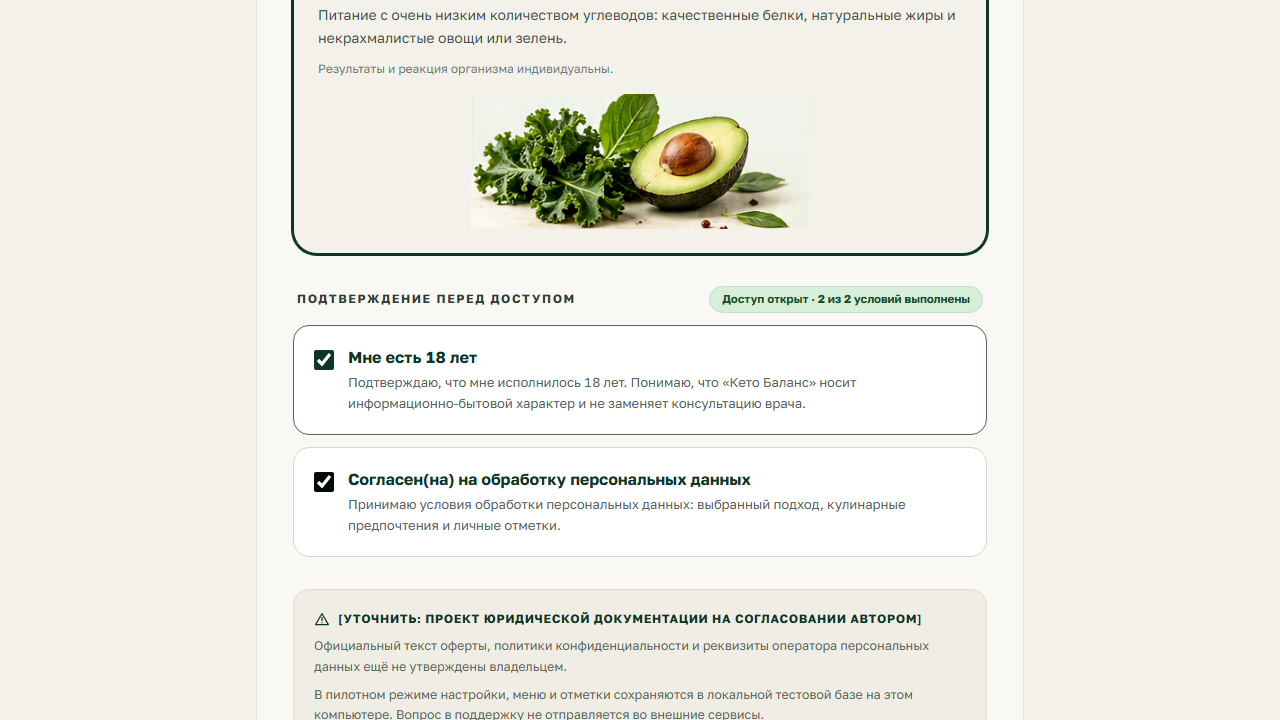 Питание с очень низким количеством углеводов: качественные белки, натуральные жиры и
некрахмалистые овощи или зелень.
Результаты и реакция организма индивидуальны.
ПОДТВЕРЖДЕНИЕ ПЕРЕД ДОСТУПОМ
Доступ открыт · 2 из 2 условий выполнены
Мне есть 18 лет
Подтверждаю, что мне исполнилось 18 лет. Понимаю, что «Кето Баланс» носит
информационно-бытовой характер и не заменяет консультацию врача.
Согласен(на) на обработку персональных данных
Принимаю условия обработки персональных данных: выбранный подход, кулинарные
предпочтения и личные отметки.
[УТОЧНИТЬ: ПРОЕКТ ЮРИДИЧЕСКОЙ ДОКУМЕНТАЦИИ НА СОГЛАСОВАНИИ АВТОРОМ]
Официальный текст оферты, политики конфиденциальности и реквизиты оператора персональных
данных ещё не утверждены владельцем.
В пилотном режиме настройки, меню и отметки сохраняются в локальной тестовой базе на этом
компьютере. Вопрос в поддержку не отправляется во внешние сервисы.